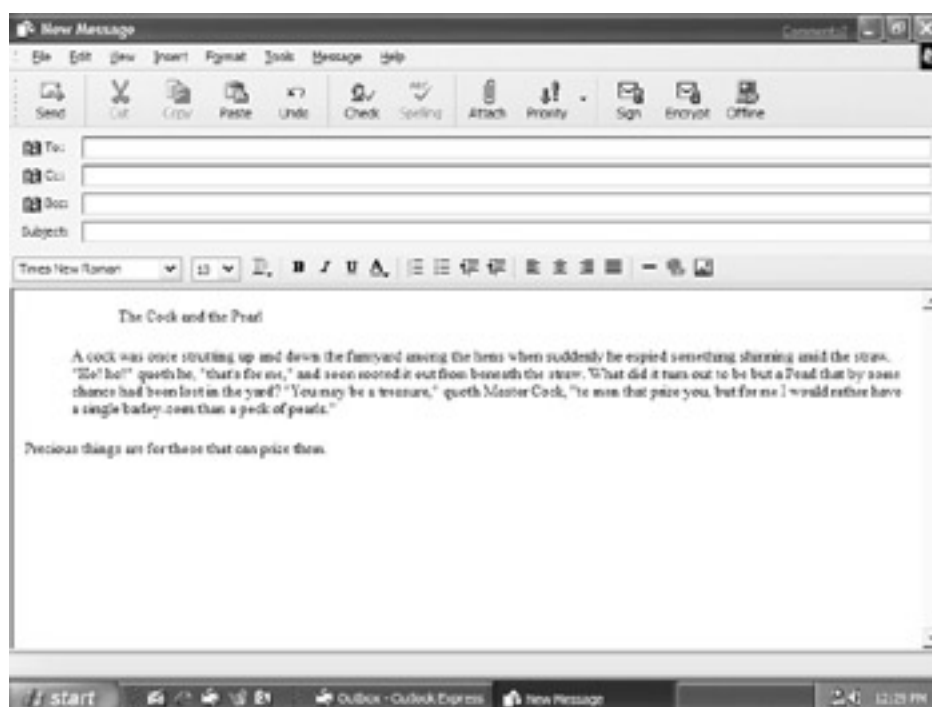 New Message
File Edit View Insert Format Tools Message Help
Send Cut Copy Paste Undo Check Spelling Attach Priority Sign Encrypt Offline
To:
Cc:
Bcc:
Subject:
Times New Roman
The Cock and the Pearl
A cock was once strutting up and down the farmyard among the hens when suddenly he espied something shinning amid the straw.
"Ho! ho!" quoth he, "that's for me," and soon rooted it out from beneath the straw. What did it turn out to be but a Pearl that by some
chance had been lost in the yard? "You may be a treasure," quoth Master Cock, "to men that prize you, but for me I would rather have
a single barley-corn than a peck of pearls."
Precious things are for those that can prize them.
start Outbox - Outlook Express New Message 12:29 PM